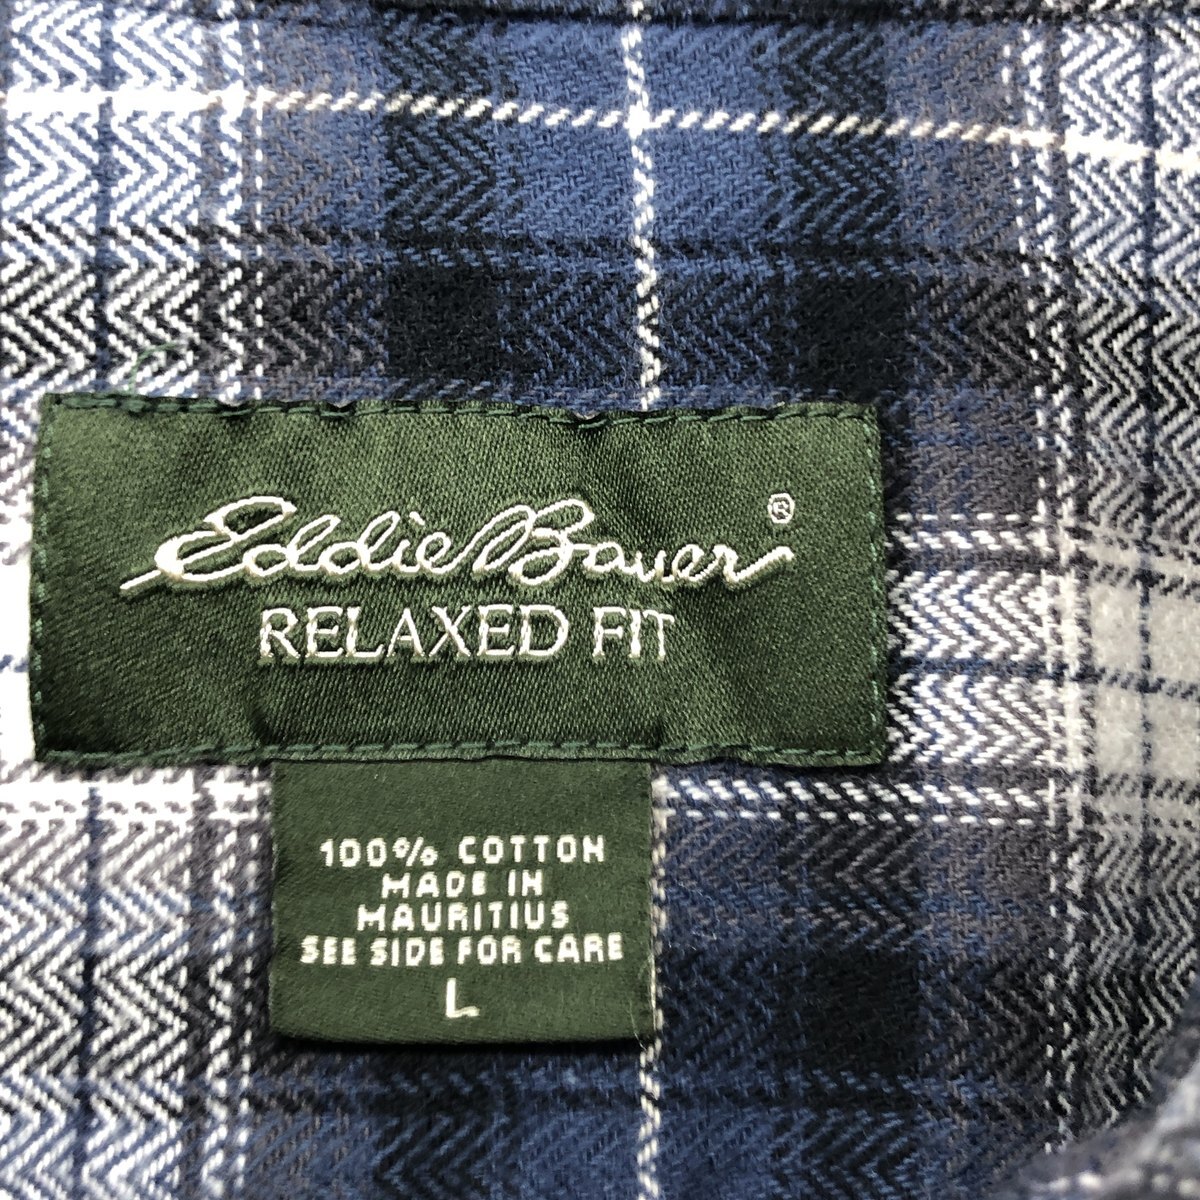 Eddie Bauer ®
RELAXED FIT
100% COTTON
MADE IN
MAURITIUS
SEE SIDE FOR CARE
L